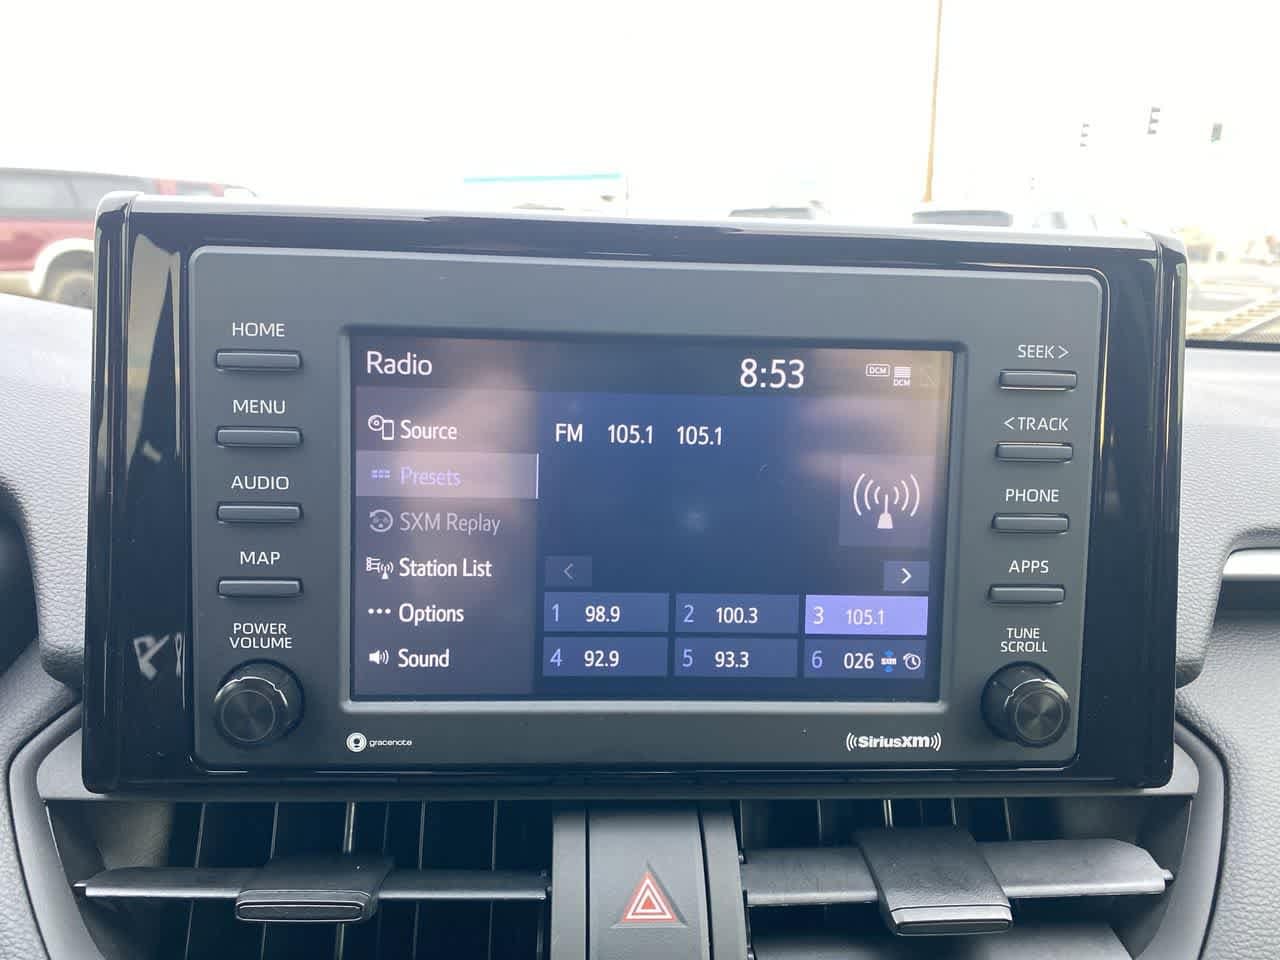 HOME
MENU
AUDIO
MAP
POWER
VOLUME
Radio
8:53
DCM
DCM
Source
Presets
SXM Replay
Station List
Options
Sound
FM 105.1 105.1
<
>
1 98.9 2 100.3 3 105.1
4 92.9 5 93.3 6 026
SEEK >
< TRACK
PHONE
APPS
TUNE
SCROLL
gracenote
((SiriusXM))